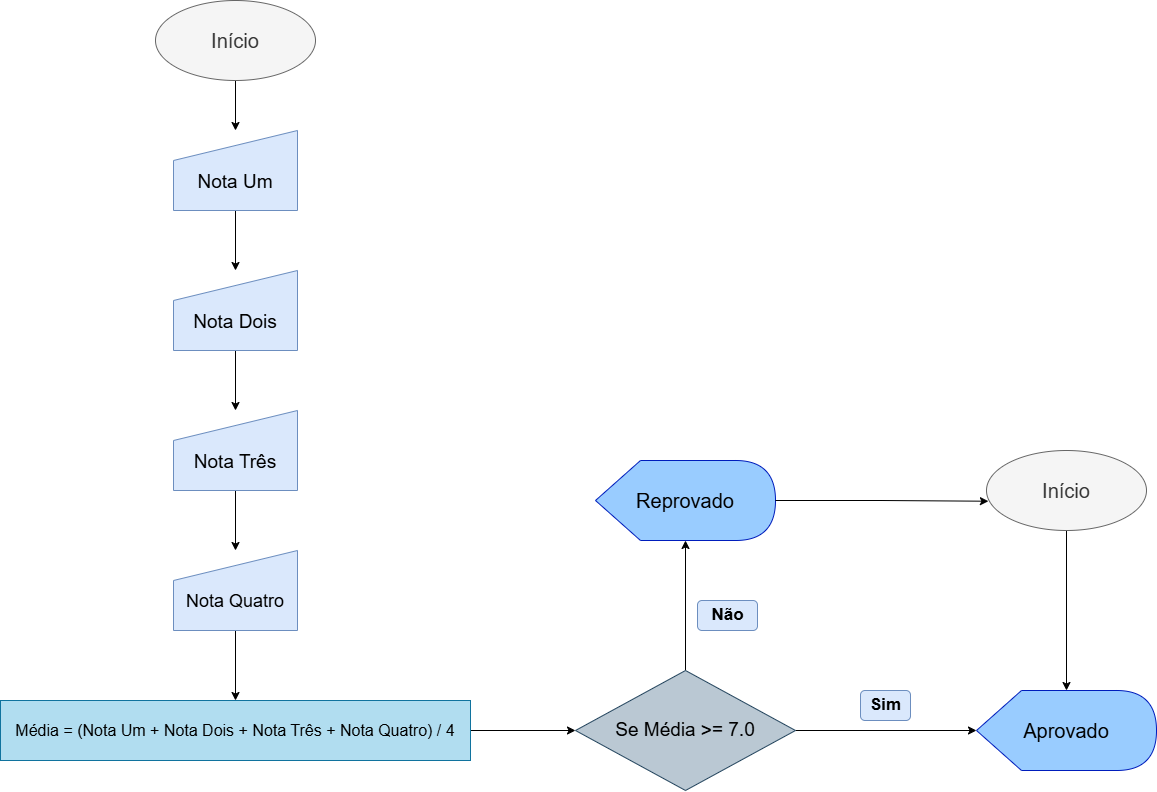 Início
Nota Um
Nota Dois
Nota Três
Nota Quatro
Média = (Nota Um + Nota Dois + Nota Três + Nota Quatro) / 4
Se Média >= 7.0
Não
Reprovado
Início
Sim
Aprovado